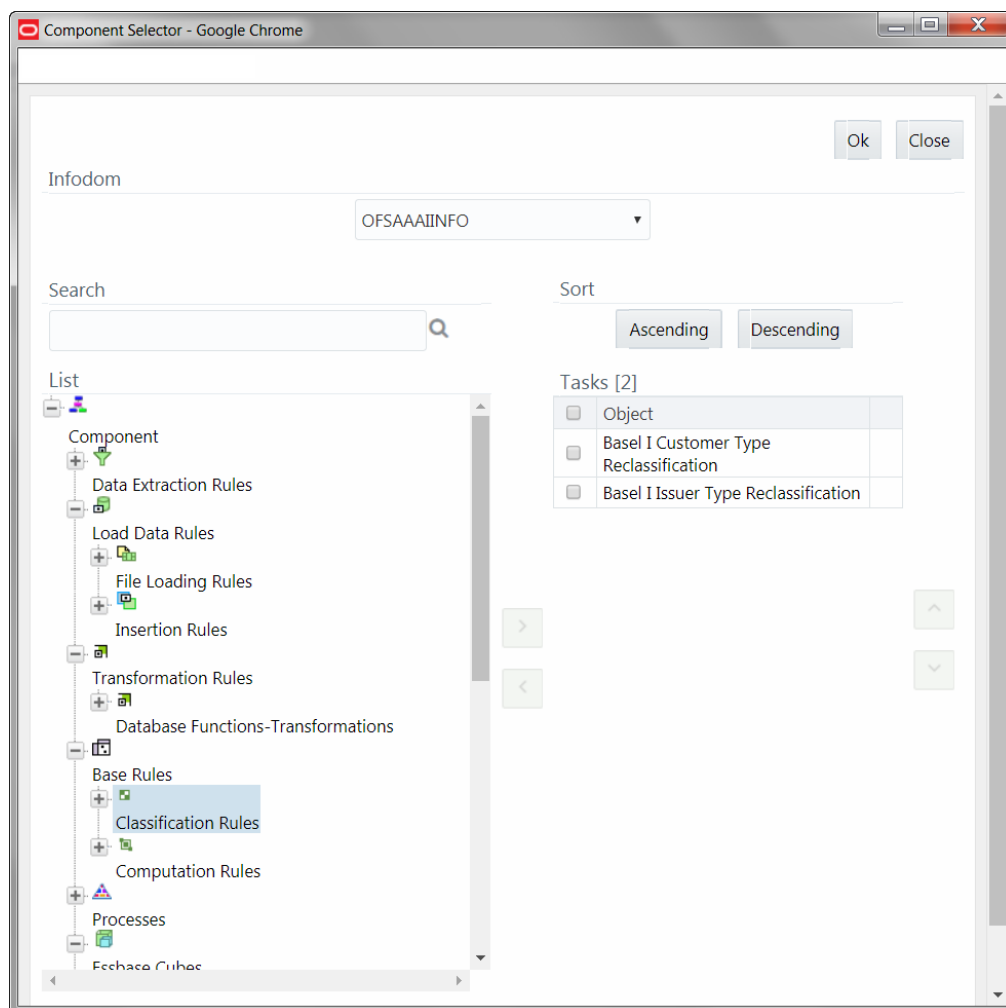 Component Selector - Google Chrome
Ok
Close
Infodom
OFSAAAIINFO
Search
Sort
Ascending
Descending
List
Tasks [2]
Component
Data Extraction Rules
Load Data Rules
File Loading Rules
Insertion Rules
Transformation Rules
Database Functions-Transformations
Base Rules
Classification Rules
Computation Rules
Processes
Essbase Cubes
Object
Basel I Customer Type
Reclassification
Basel I Issuer Type Reclassification